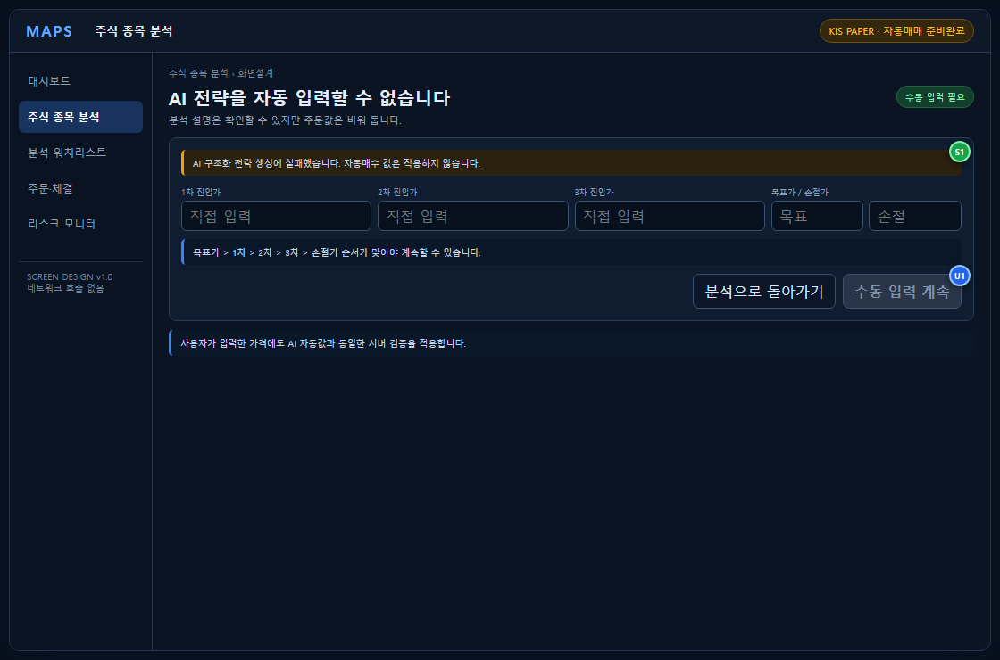 MAPS
주식 종목 분석
KIS PAPER · 자동매매 준비완료
대시보드
주식 종목 분석
분석 워치리스트
주문·체결
리스크 모니터
SCREEN DESIGN v1.0
네트워크 호출 없음
주식 종목 분석 › 화면설계
AI 전략을 자동 입력할 수 없습니다
분석 설명은 확인할 수 있지만 주문값은 비워 둡니다.
수동 입력 필요
S1
AI 구조화 전략 생성에 실패했습니다. 자동매수 값은 적용하지 않습니다.
1차 진입가
2차 진입가
3차 진입가
목표가 / 손절가
직접 입력
직접 입력
직접 입력
목표
손절
목표가 > 1차 > 2차 > 3차 > 손절가 순서가 맞아야 계속할 수 있습니다.
U1
분석으로 돌아가기
수동 입력 계속
사용자가 입력한 가격에도 AI 자동값과 동일한 서버 검증을 적용합니다.